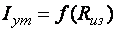 I_ут = f(R_из)